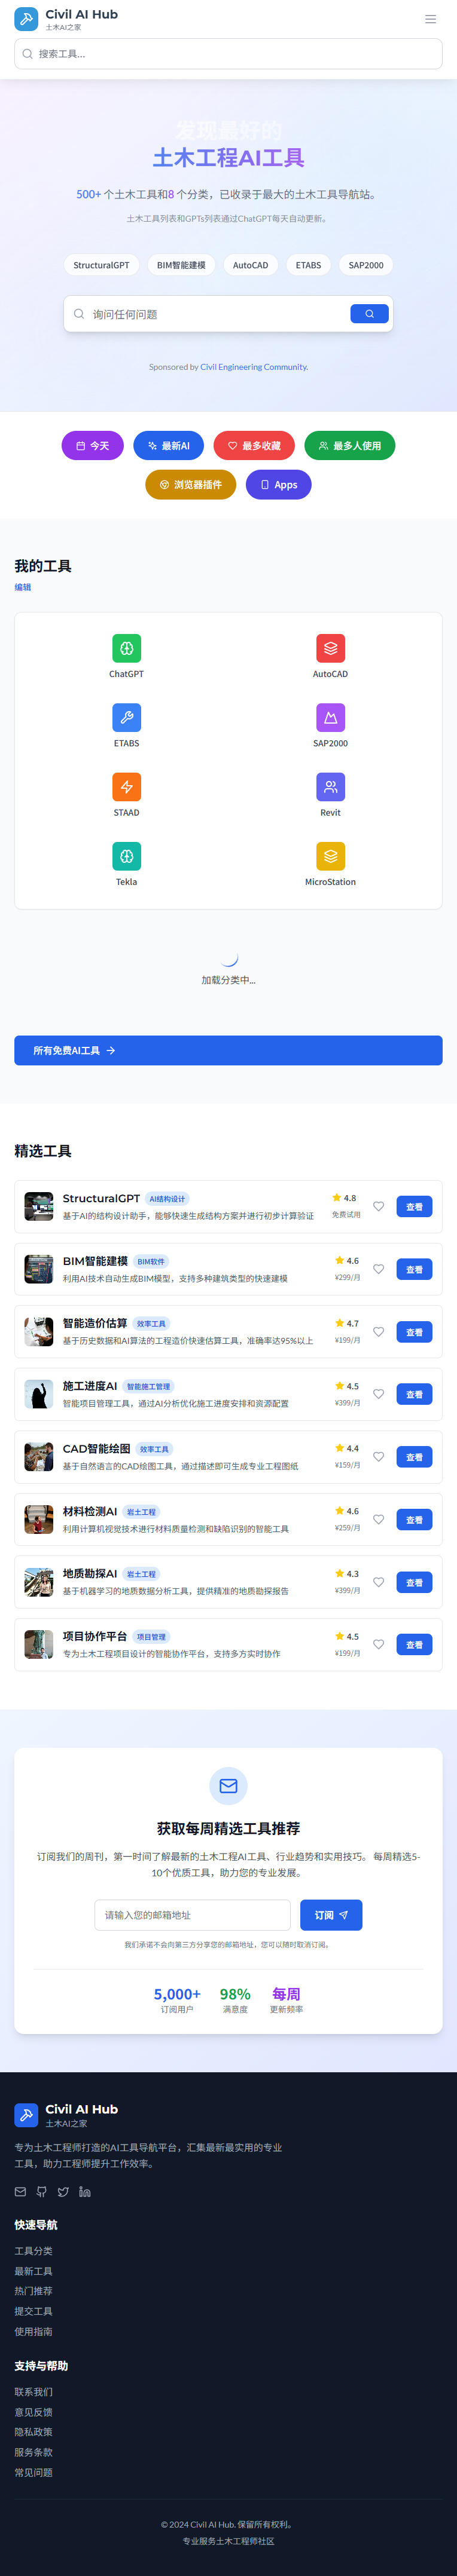 Civil AI Hub
土木AI之家
搜索工具...
发现最好的
土木工程AI工具
500+ 个土木工具和8 个分类，已收录于最大的土木工具导航站。
土木工具列表和GPTs列表通过ChatGPT每天自动更新。
StructuralGPT
BIM智能建模
AutoCAD
ETABS
SAP2000
询问任何问题
Sponsored by Civil Engineering Community.
今天
最新AI
最多收藏
最多人使用
浏览器插件
Apps
我的工具
编辑
ChatGPT
AutoCAD
ETABS
SAP2000
STAAD
Revit
Tekla
MicroStation
加载分类中...
所有免费AI工具
精选工具
StructuralGPT AI结构设计
基于AI的结构设计助手，能够快速生成结构方案并进行初步计算验证
4.8
免费试用
查看
BIM智能建模 BIM软件
利用AI技术自动生成BIM模型，支持多种建筑类型的快速建模
4.6
¥299/月
查看
智能造价估算 效率工具
基于历史数据和AI算法的工程造价快速估算工具，准确率达95%以上
4.7
¥199/月
查看
施工进度AI 智能施工管理
智能项目管理工具，通过AI分析优化施工进度安排和资源配置
4.5
¥399/月
查看
CAD智能绘图 效率工具
基于自然语言的CAD绘图工具，通过描述即可生成专业工程图纸
4.4
¥159/月
查看
材料检测AI 岩土工程
利用计算机视觉技术进行材料质量检测和缺陷识别的智能工具
4.6
¥259/月
查看
地质勘探AI 岩土工程
基于机器学习的地质数据分析工具，提供精准的地质勘探报告
4.3
¥399/月
查看
项目协作平台 项目管理
专为土木工程项目设计的智能协作平台，支持多方实时协作
4.5
¥199/月
查看
获取每周精选工具推荐
订阅我们的周刊，第一时间了解最新的土木工程AI工具、行业趋势和实用技巧。 每周精选5-
10个优质工具，助力您的专业发展。
请输入您的邮箱地址
订阅
我们承诺不会向第三方分享您的邮箱地址，您可以随时取消订阅。
5,000+
订阅用户
98%
满意度
每周
更新频率
Civil AI Hub
土木AI之家
专为土木工程师打造的AI工具导航平台，汇集最新最实用的专业
工具，助力工程师提升工作效率。
快速导航
工具分类
最新工具
热门推荐
提交工具
使用指南
支持与帮助
联系我们
意见反馈
隐私政策
服务条款
常见问题
© 2024 Civil AI Hub. 保留所有权利。
专业服务土木工程师社区